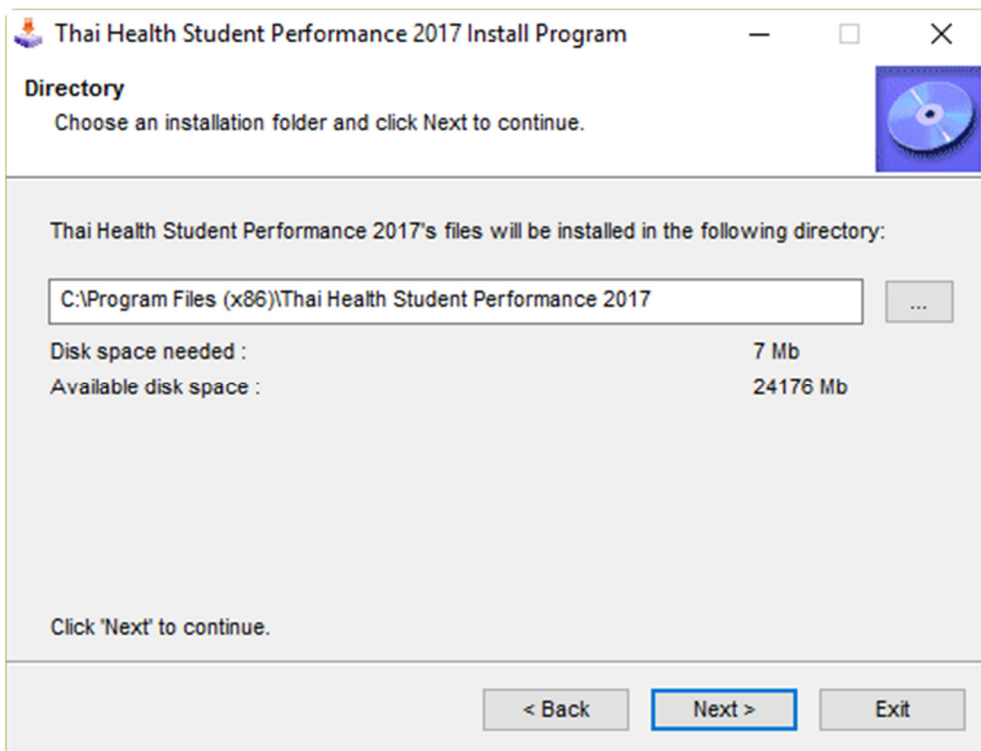 Thai Health Student Performance 2017 Install Program
Directory
Choose an installation folder and click Next to continue.
Thai Health Student Performance 2017's files will be installed in the following directory:
C:\Program Files (x86)\Thai Health Student Performance 2017
...
Disk space needed : 7 Mb
Available disk space : 24176 Mb
Click 'Next' to continue.
< Back Next > Exit